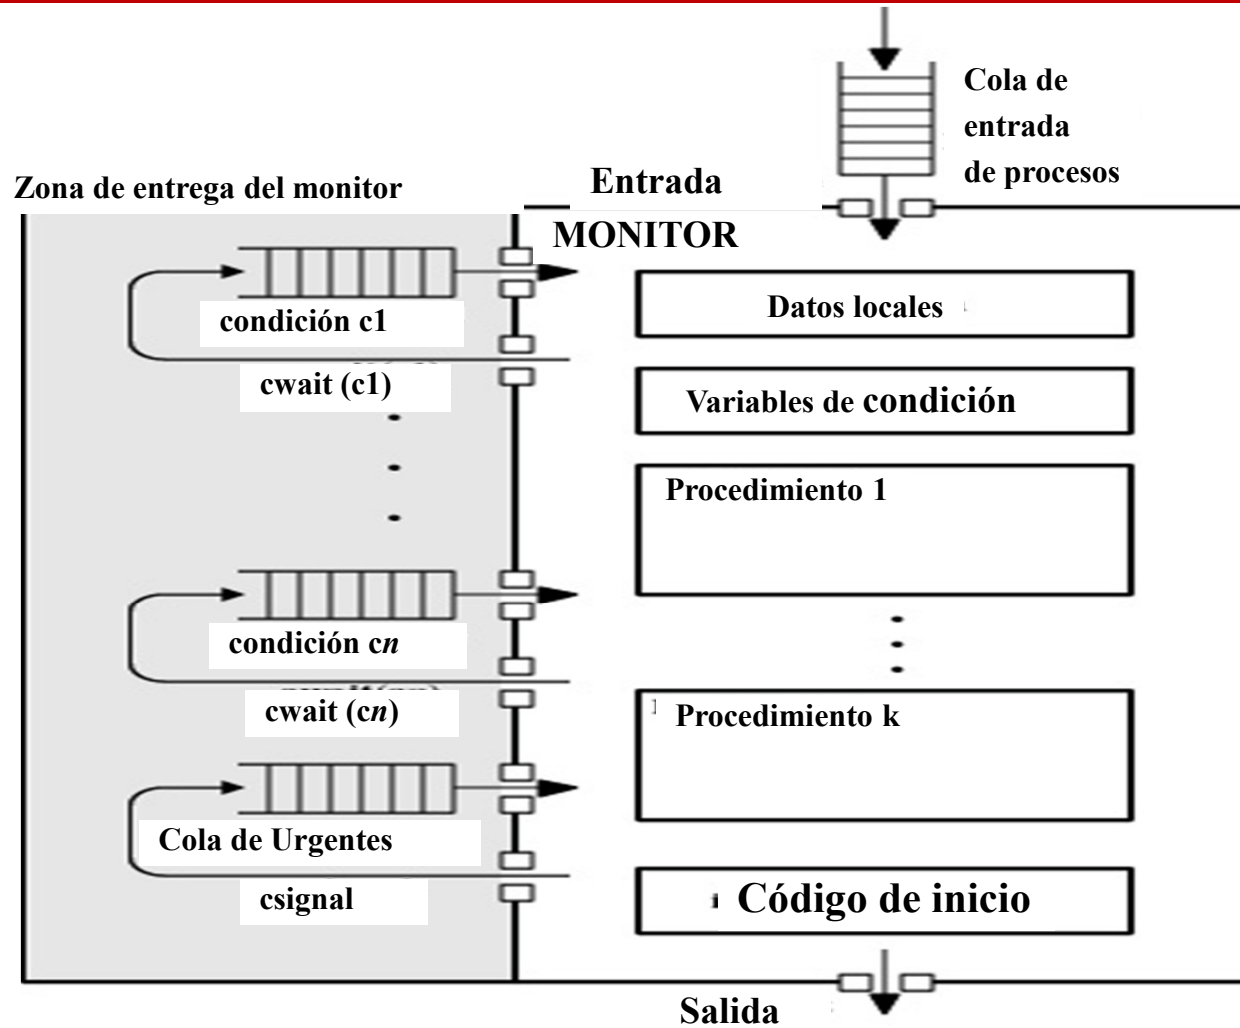 Cola de
entrada
de procesos
Entrada
Zona de entrega del monitor
MONITOR
condición c1
cwait (c1)
Datos locales
Variables de condición
Procedimiento 1
condición cn
cwait (cn)
Procedimiento k
Cola de Urgentes
csignal
Código de inicio
Salida